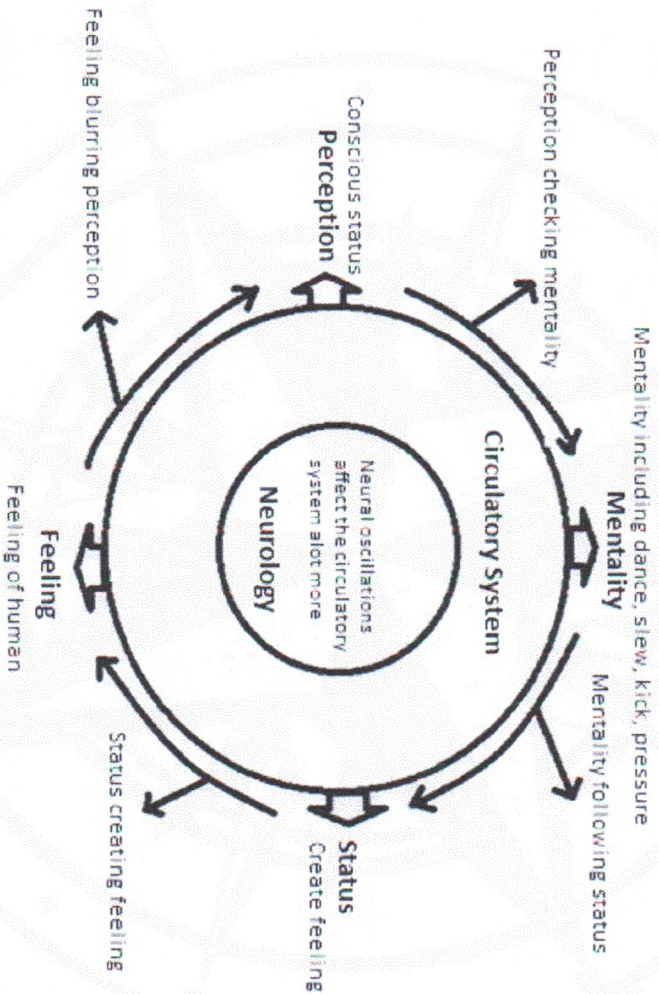 Mentality including dance, slew, kick, pressure
Mentality
Perception checking mentality
Mentality following status
Circulatory System
Conscious status
Perception
Neural oscillations
affect the circulatory
system alot more
Neurology
Status
Create feeling
Feeling blurring perception
Status creating feeling
Feeling
Feeling of human